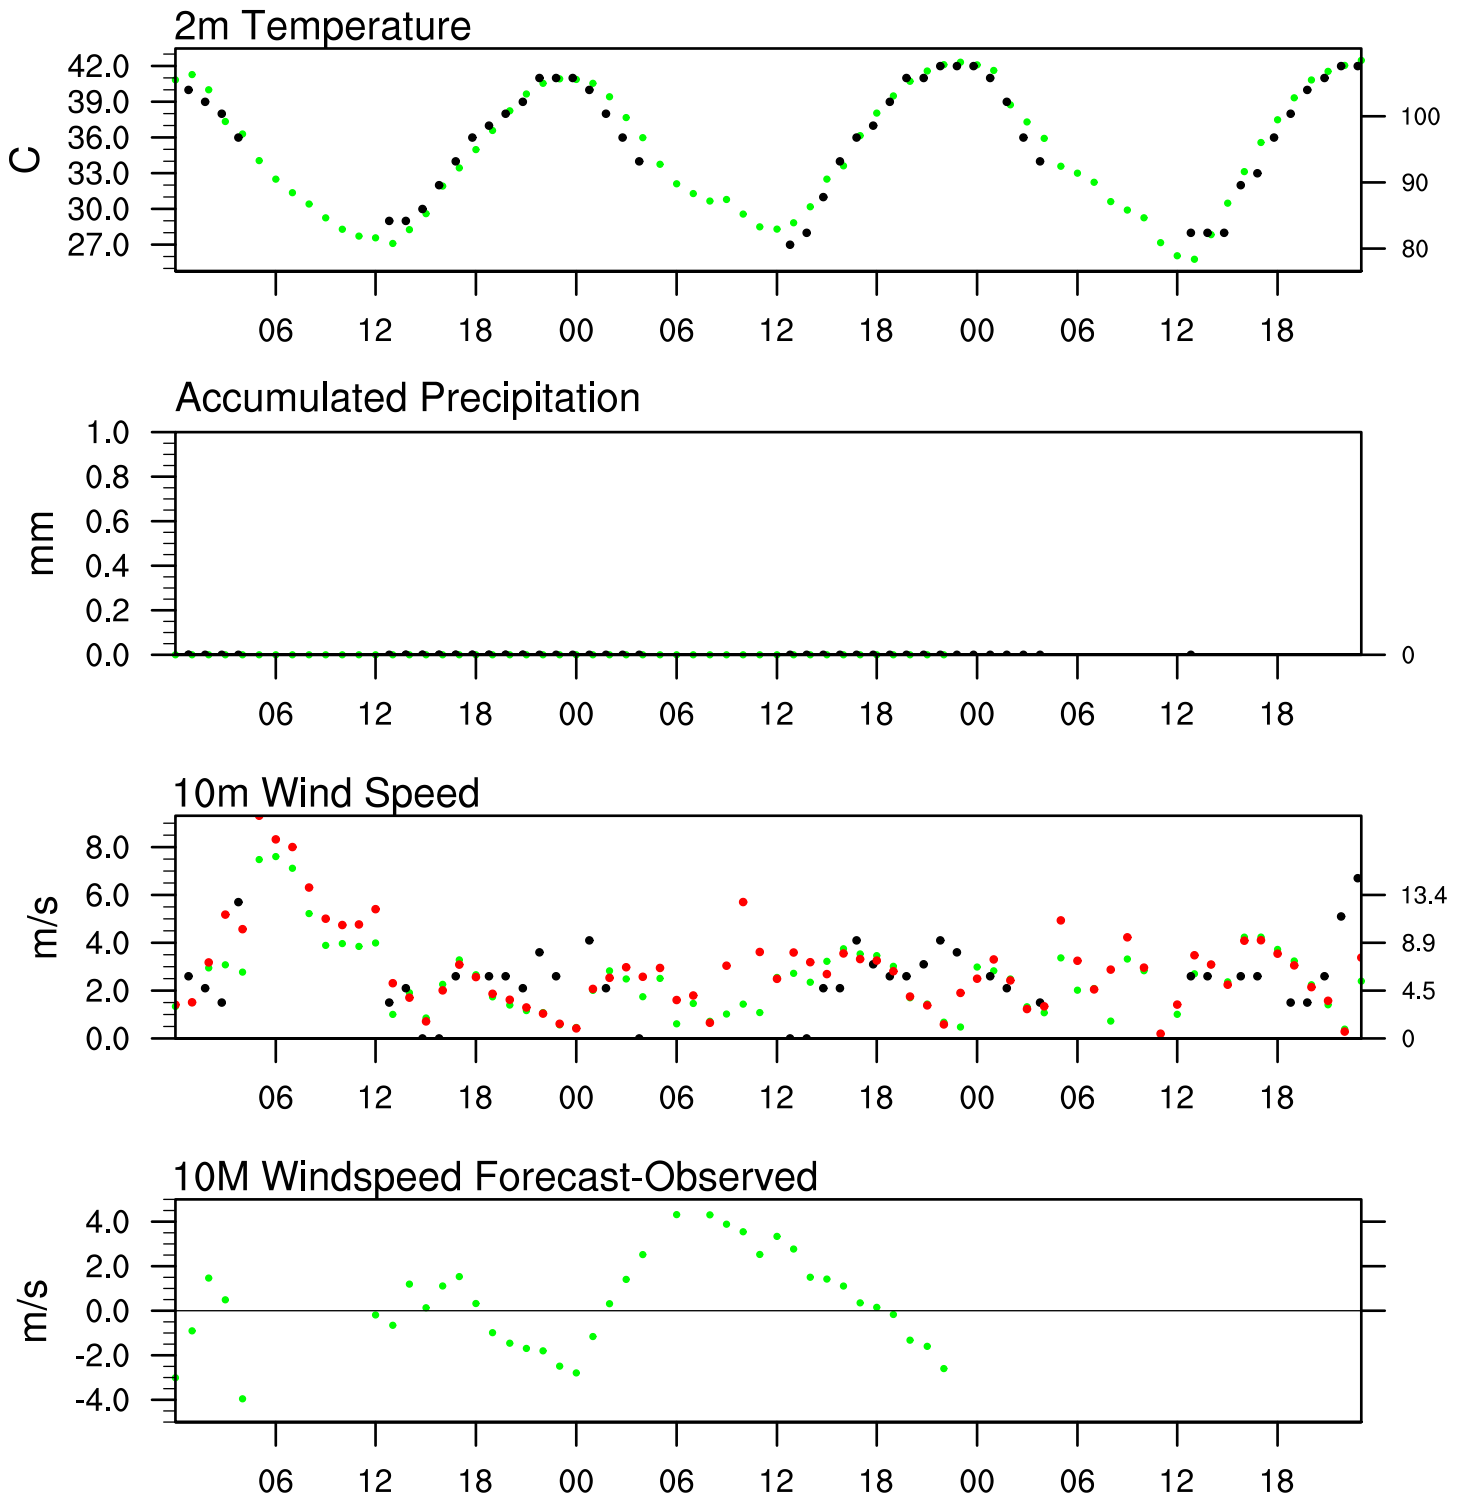 2m Temperature
42.0
39.0
36.0
33.0
30.0
27.0
C
100
90
80
06 12 18 00 06 12 18 00 06 12 18
Accumulated Precipitation
1.0
0.8
0.6
0.4
0.2
0.0
mm
0
06 12 18 00 06 12 18 00 06 12 18
10m Wind Speed
8.0
6.0
4.0
2.0
0.0
m/s
13.4
8.9
4.5
0
06 12 18 00 06 12 18 00 06 12 18
10M Windspeed Forecast-Observed
4.0
2.0
0.0
-2.0
-4.0
m/s
06 12 18 00 06 12 18 00 06 12 18